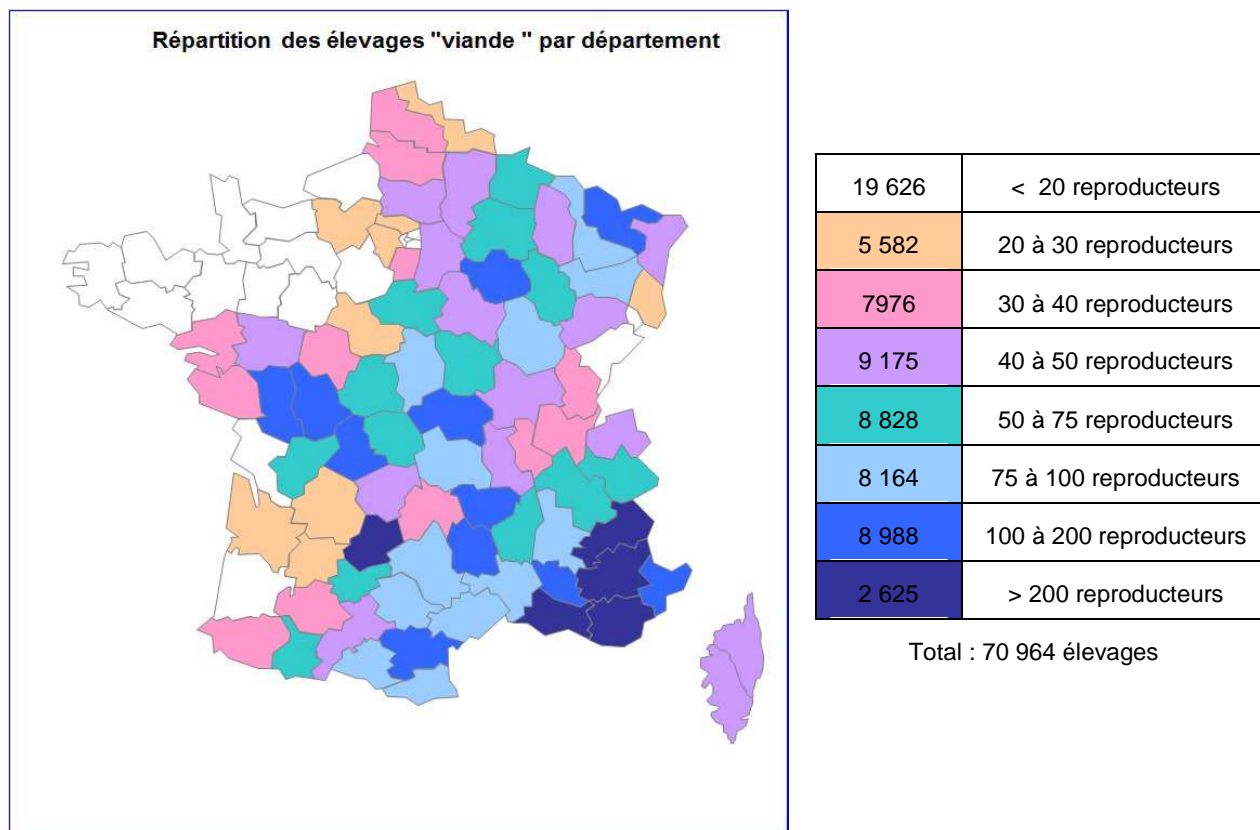 Répartition des élevages "viande " par département
19 626 < 20 reproducteurs
5 582 20 à 30 reproducteurs
7976 30 à 40 reproducteurs
9 175 40 à 50 reproducteurs
8 828 50 à 75 reproducteurs
8 164 75 à 100 reproducteurs
8 988 100 à 200 reproducteurs
2 625 > 200 reproducteurs
Total : 70 964 élevages